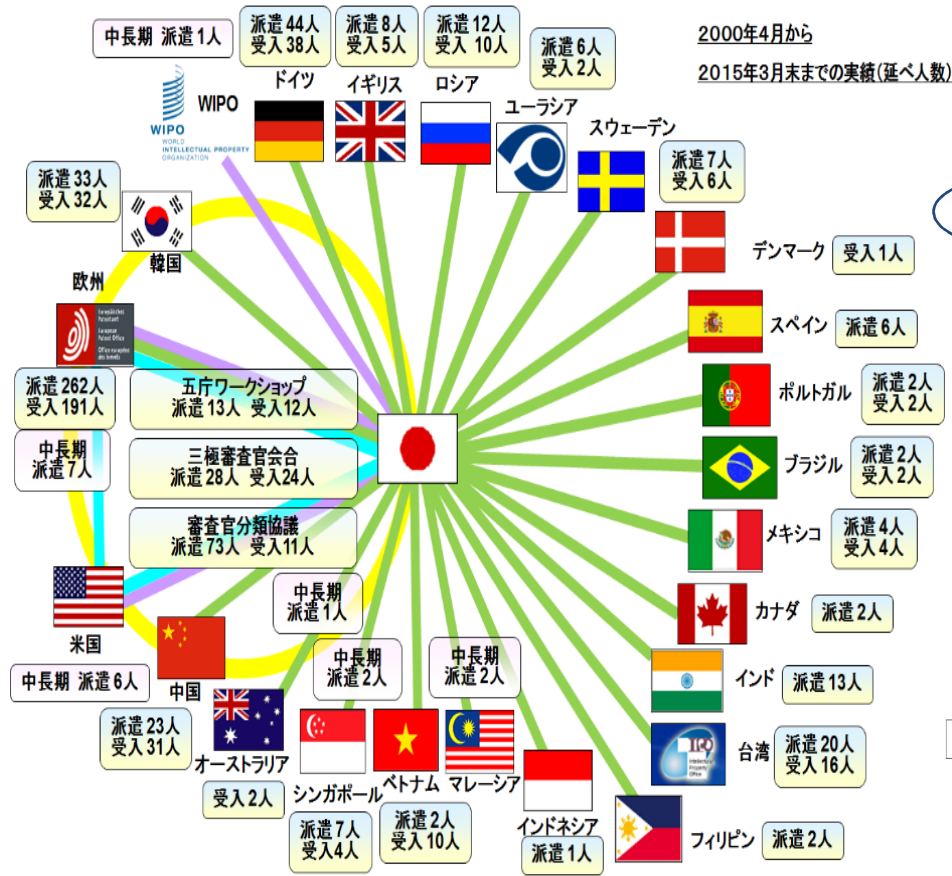 2000年4月から
2015年3月末までの実績(延べ人数)
中長期 派遣1人
WIPO
WIPO
WORLD
INTELLECTUAL PROPERTY
ORGANIZATION
派遣44人
受入38人
ドイツ
派遣8人
受入5人
イギリス
派遣12人
受入 10人
ロシア
派遣6人
受入2人
ユーラシア
スウェーデン
派遣7人
受入6人
デンマーク
受入1人
スペイン
派遣6人
ポルトガル
派遣2人
受入2人
ブラジル
派遣2人
受入2人
メキシコ
派遣4人
受入4人
カナダ
派遣2人
インド
派遣13人
台湾
派遣20人
受入16人
フィリピン
派遣2人
インドネシア
派遣1人
中長期
派遣2人
マレーシア
ベトナム
派遣2人
受入10人
中長期
派遣2人
シンガポール
派遣7人
受入4人
中長期
派遣1人
オーストラリア
受入2人
中国
派遣23人
受入31人
米国
中長期 派遣6人
派遣33人
受入32人
韓国
欧州
Europäisches
Patentamt
European
Patent Office
Office européen
des brevets
派遣262人
受入191人
中長期
派遣7人
五庁ワークショップ
派遣13人 受入12人
三極審査官会合
派遣28人 受入24人
審査官分類協議
派遣73人 受入11人
Intellectual
Property
Office